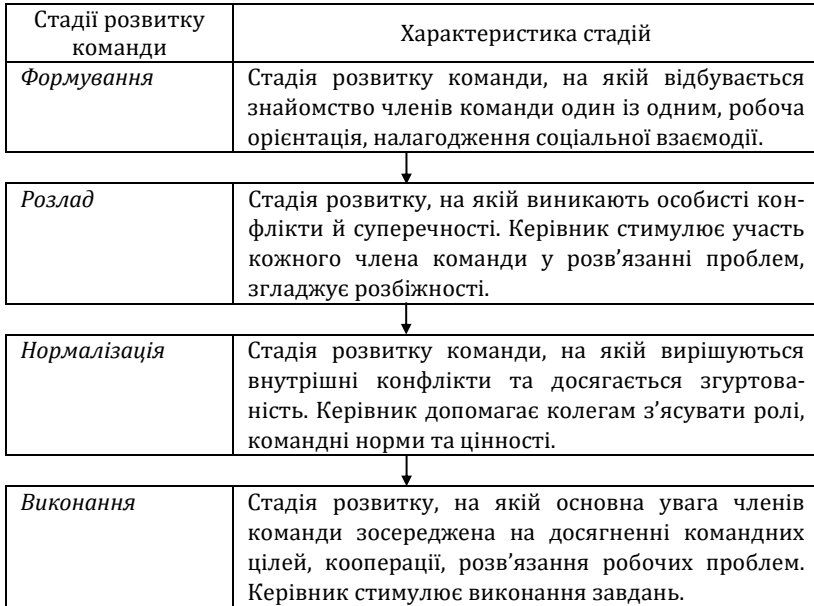 Стадії розвитку
команди
Характеристика стадій
Формування
Стадія розвитку команди, на якій відбувається
знайомство членів команди один із одним, робоча
орієнтація, налагодження соціальної взаємодії.
Розлад
Стадія розвитку, на якій виникають особисті кон-
флікти й суперечності. Керівник стимулює участь
кожного члена команди у розв'язанні проблем,
згладжує розбіжності.
Нормалізація
Стадія розвитку команди, на якій вирішуються
внутрішні конфлікти та досягається згуртова-
ність. Керівник допомагає колегам з'ясувати ролі,
командні норми та цінності.
Виконання
Стадія розвитку, на якій основна увага членів
команди зосереджена на досягненні командних
цілей, кооперації, розв'язання робочих проблем.
Керівник стимулює виконання завдань.